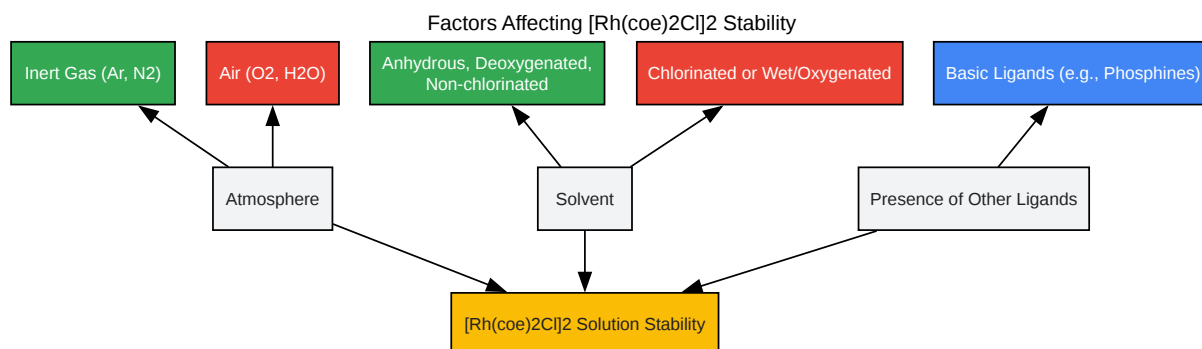 Factors Affecting [Rh(coe)2Cl]2 Stability
Inert Gas (Ar, N2)
Air (O2, H2O)
Anhydrous, Deoxygenated,
Non-chlorinated
Chlorinated or Wet/Oxygenated
Basic Ligands (e.g., Phosphines)
Atmosphere
Solvent
Presence of Other Ligands
[Rh(coe)2Cl]2 Solution Stability